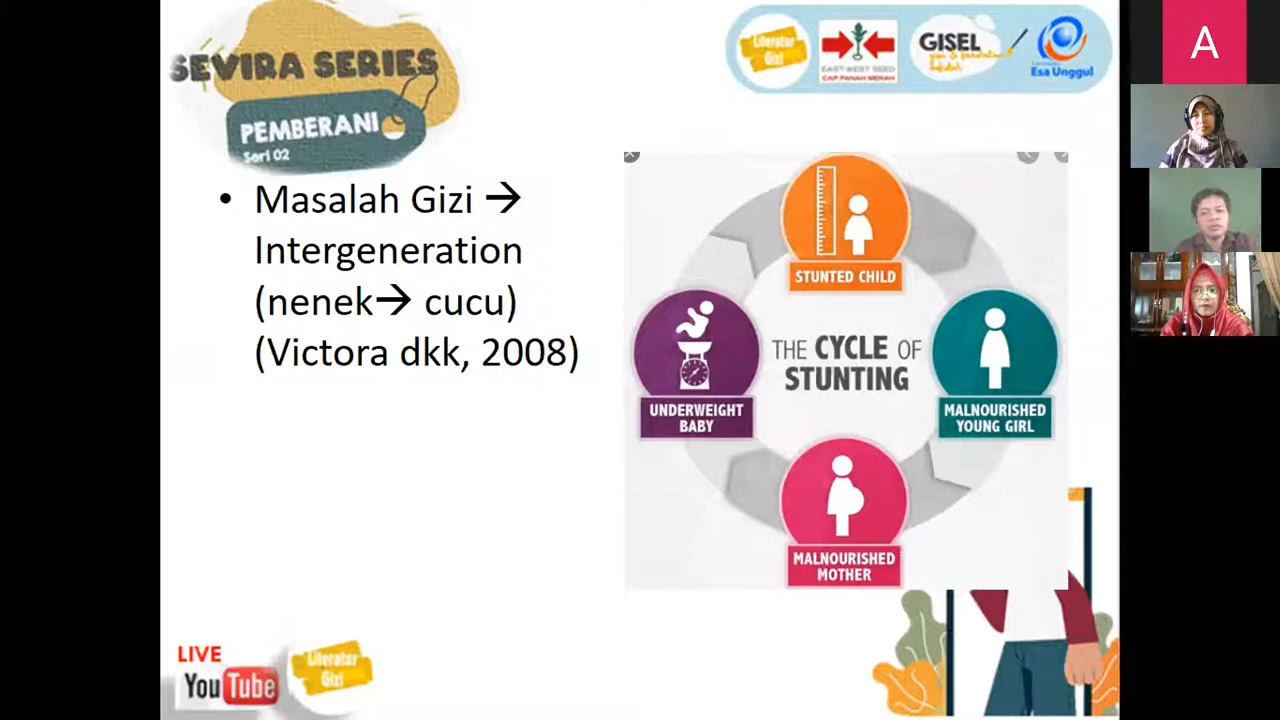 SEVIRA SERIES
PEMBERANI
Seri 02
Literatur
Gizi
EAST-WEST SEED
CAP PANAH MERAH
GISEL
Esa Unggul
A
• Masalah Gizi →
Intergeneration
(nenek→ cucu)
(Victora dkk, 2008)
STUNTED CHILD
THE CYCLE OF
STUNTING
UNDERWEIGHT
BABY
MALNOURISHED
YOUNG GIRL
MALNOURISHED
MOTHER
LIVE
YouTube
Literatur
Gizi